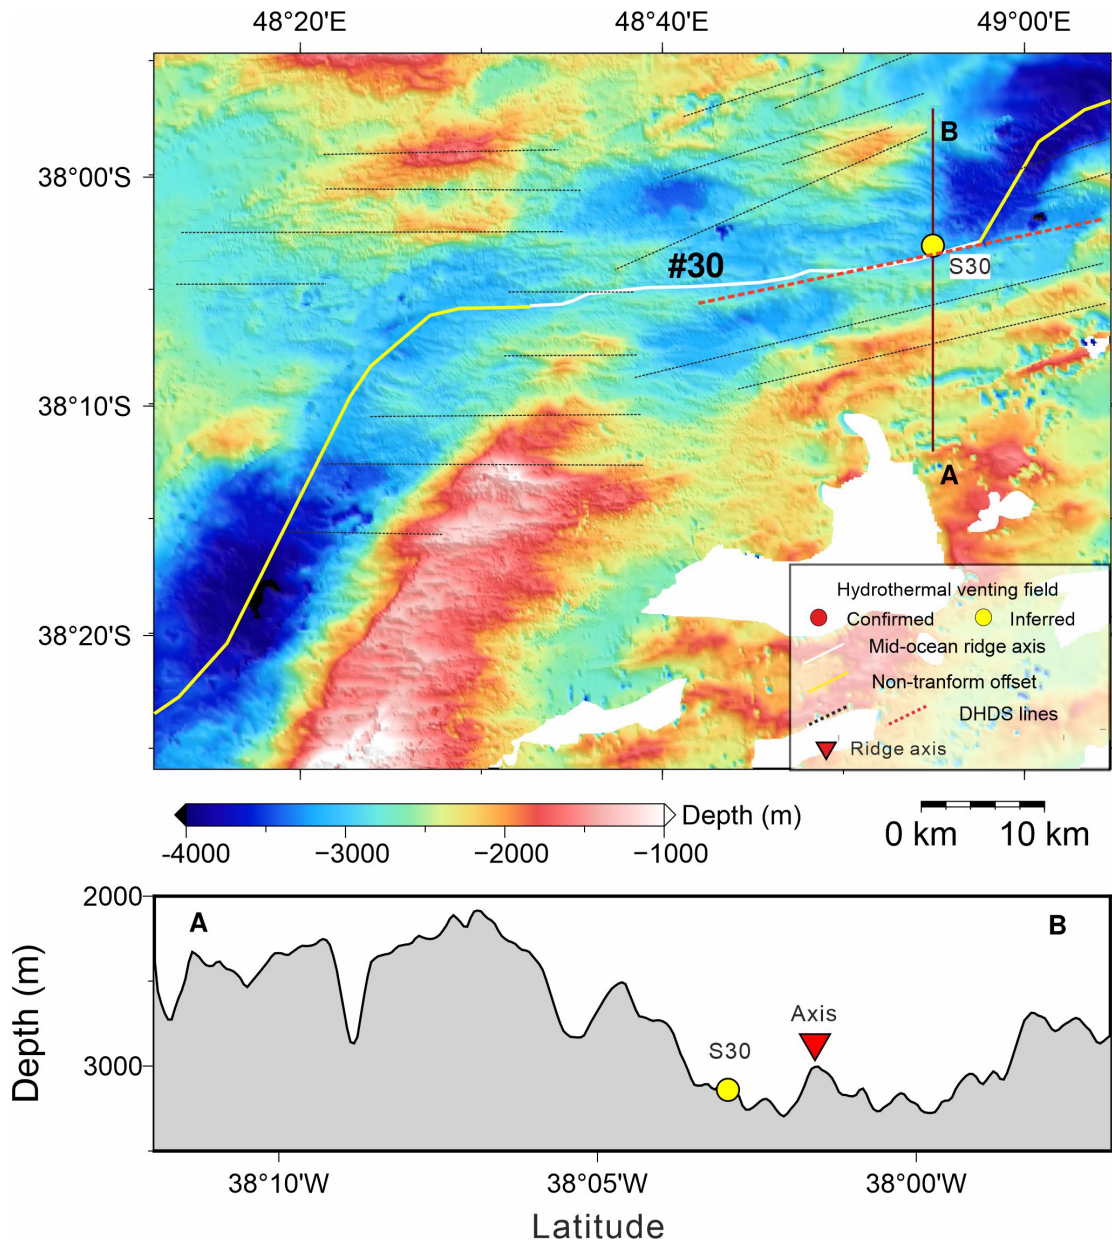 48°20'E 48°40'E 49°00'E
B
38°00'S
#30
S30
38°10'S
A
Hydrothermal venting field
Confirmed Inferred
38°20'S
Mid-ocean ridge axis
Non-tranform offset
DHDS lines
Ridge axis
Depth (m)
-4000 −3000 −2000 −1000
0 km 10 km
2000
A B
Depth (m)
Axis
S30
3000
38°10'W 38°05'W 38°00'W
Latitude